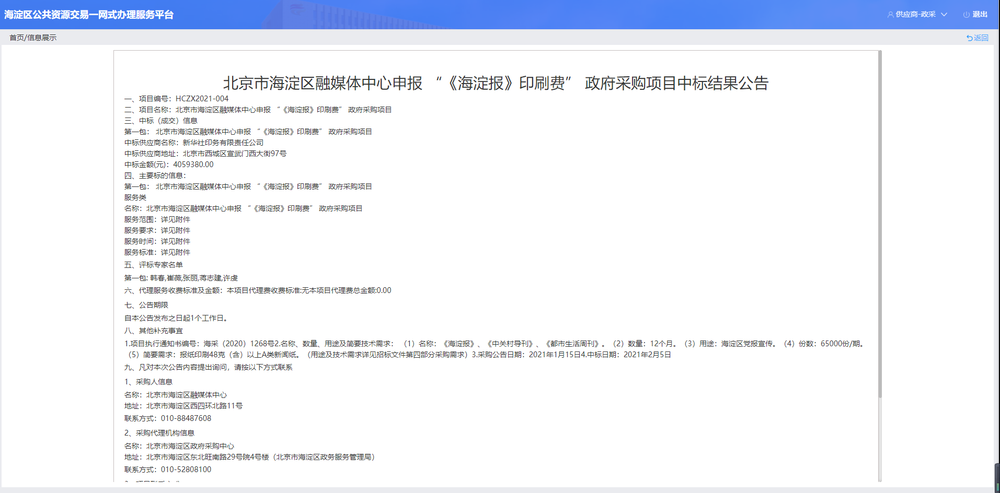 海淀区公共资源交易一网式办理服务平台
供应商-政采
退出
首页/信息展示
返回
北京市海淀区融媒体中心申报 “《海淀报》印刷费” 政府采购项目中标结果公告
一、项目编号：HCZX2021-004
二、项目名称：北京市海淀区融媒体中心申报 “《海淀报》印刷费” 政府采购项目
三、中标（成交）信息
第一包： 北京市海淀区融媒体中心申报 “《海淀报》印刷费” 政府采购项目
中标供应商名称：新华社印务有限责任公司
中标供应商地址：北京市西城区宣武门西大街97号
中标金额(元)：4059380.00
四、主要标的信息：
第一包： 北京市海淀区融媒体中心申报 “《海淀报》印刷费” 政府采购项目
服务类
名称：北京市海淀区融媒体中心申报 “《海淀报》印刷费” 政府采购项目
服务范围：详见附件
服务要求：详见附件
服务时间：详见附件
服务标准：详见附件
五、评标专家名单
第一包: 韩春,崔薇,张丽,蒋志建,许虔
六、代理服务收费标准及金额：本项目代理费收费标准:无本项目代理费总金额:0.00
七、公告期限
自本公告发布之日起1个工作日。
八、其他补充事宜
1.项目执行通知书编号：海采（2020）1268号2.名称、数量、用途及简要技术需求： （1）名称：《海淀报》、《中关村导刊》、《都市生活周刊》。（2）数量：12个月。（3）用途：海淀区党报宣传。（4）份数：65000份/期。
（5）简要需求：报纸印刷48克（含）以上A类新闻纸。（用途及技术需求详见招标文件第四部分采购需求）3.采购公告日期：2021年1月15日4.中标日期：2021年2月5日
九、凡对本次公告内容提出询问，请按以下方式联系
1、采购人信息
名称：北京市海淀区融媒体中心
地址：北京市海淀区西四环北路11号
联系方式：010-88487608
2、采购代理机构信息
名称：北京市海淀区政府采购中心
地址：北京市海淀区东北旺南路29号院4号楼（北京市海淀区政务服务管理局）
联系方式：010-52808100